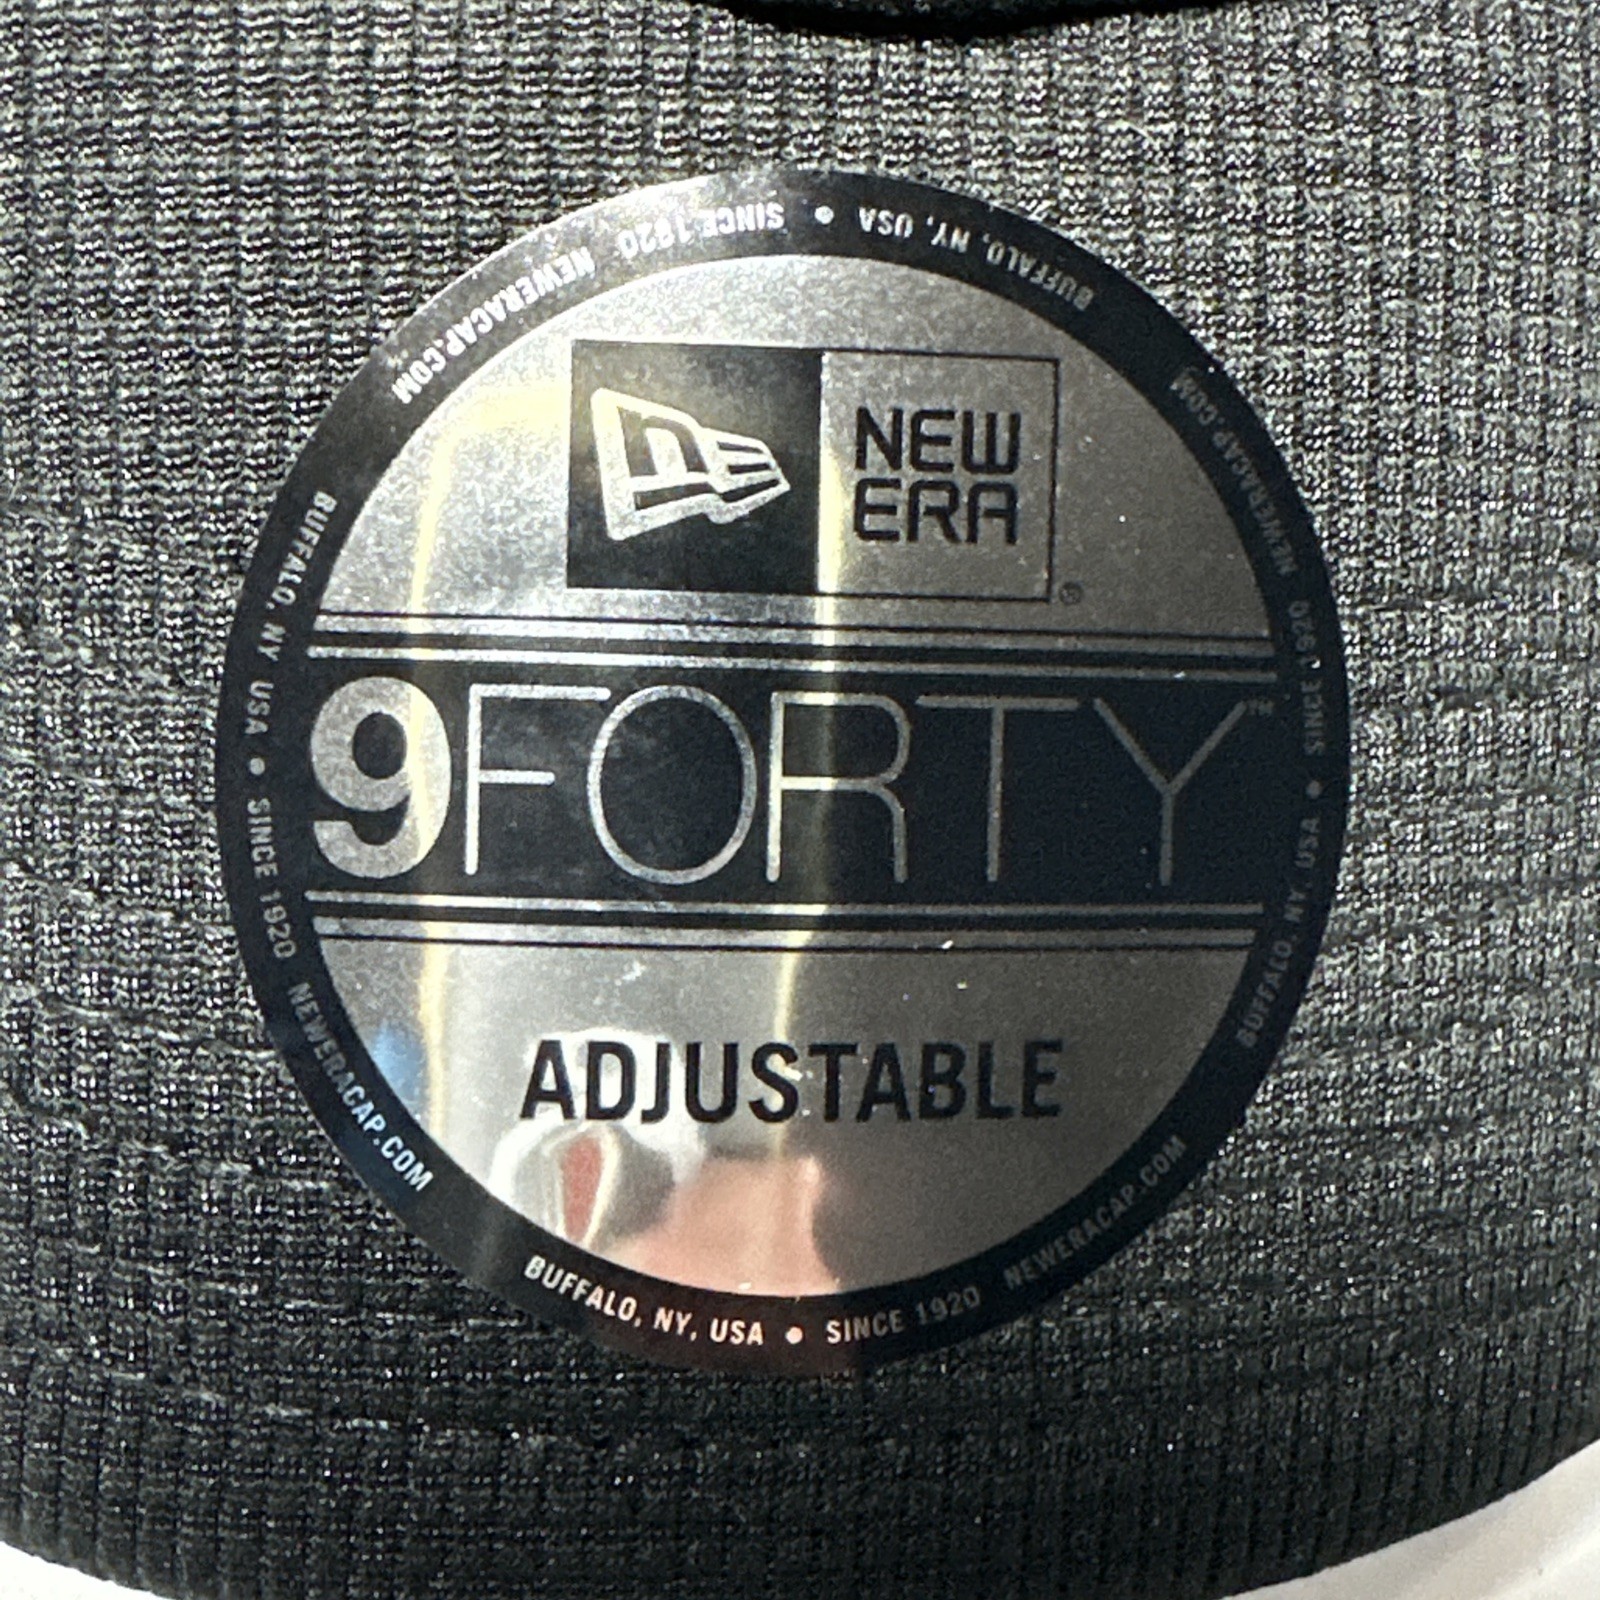 NEW
ERA
®
9FORTY™
ADJUSTABLE
BUFFALO, NY, USA • SINCE 1920 NEWERACAP.COM
BUFFALO, NY, USA • SINCE 1920 NEWERACAP.COM
BUFFALO, NY, USA • SINCE 1920 NEWERACAP.COM
BUFFALO, NY, USA • SINCE 1920 NEWERACAP.COM